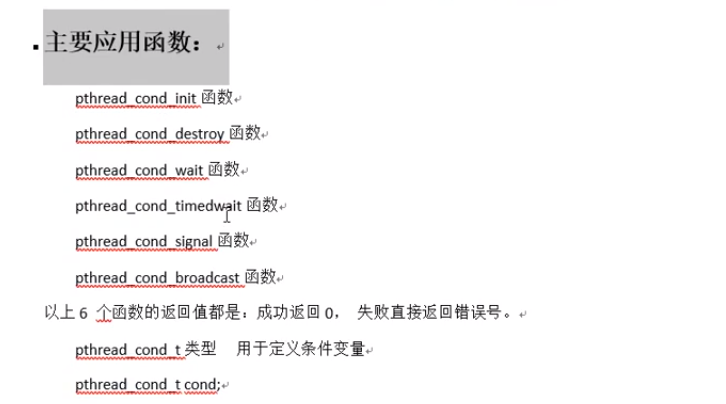 主要应用函数：
pthread_cond_init 函数
pthread_cond_destroy 函数
pthread_cond_wait 函数
pthread_cond_timedwait 函数
pthread_cond_signal 函数
pthread_cond_broadcast 函数
以上 6 个函数的返回值都是：成功返回 0， 失败直接返回错误号。
pthread_cond_t 类型 用于定义条件变量
pthread_cond_t cond;